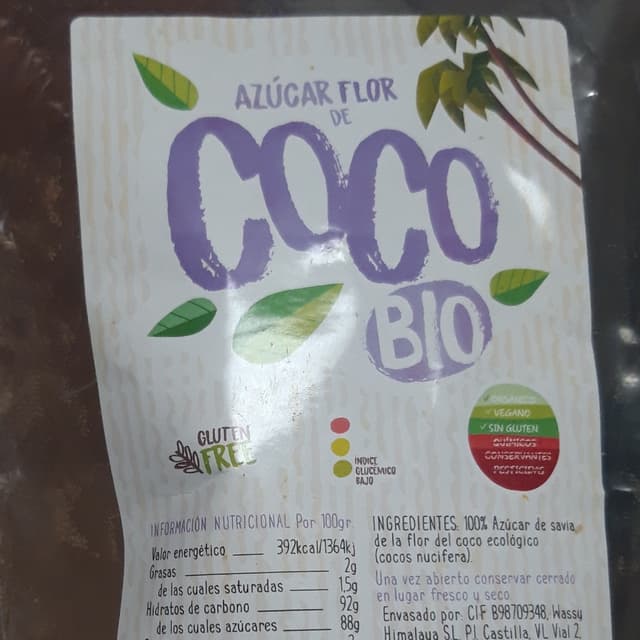 AZÚCAR FLOR
DE
COCO
BIO
GLUTEN
FREE
INDICE
GLUCEMICO
BAJO
ORGANICO
VEGANO
SIN GLUTEN
QUÍMICOS
CONSERVANTES
PESTICIDAS
INFORMACIÓN NUTRICIONAL Por 100gr.
Valor energético 392kcal/1364kj
Grasas 2g
de las cuales saturadas 1,5g
Hidratos de carbono 92g
de los cuales azúcares 88g
INGREDIENTES: 100% Azúcar de savia
de la flor del coco ecológico
(cocos nucifera).
Una vez abierto conservar cerrado
en lugar fresco y seco
Envasado por: CIF B98709348, Wassy
Himalaya SL. P.I. Castilla, VI. Vial 2.